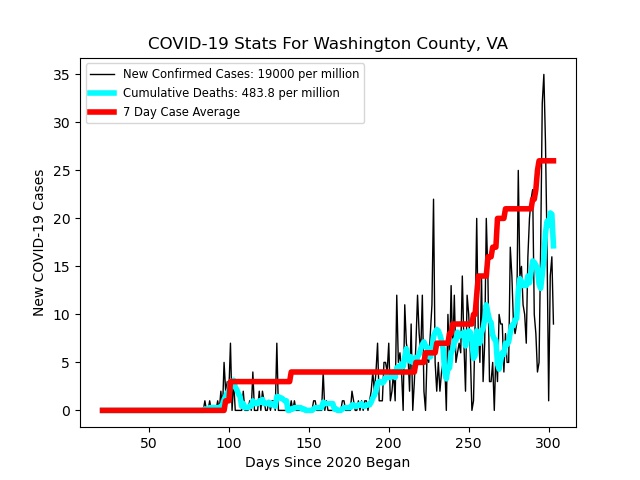 COVID-19 Stats For Washington County, VA
New Confirmed Cases: 19000 per million
Cumulative Deaths: 483.8 per million
7 Day Case Average
New COVID-19 Cases
35
30
25
20
15
10
5
0
50 100 150 200 250 300
Days Since 2020 Began